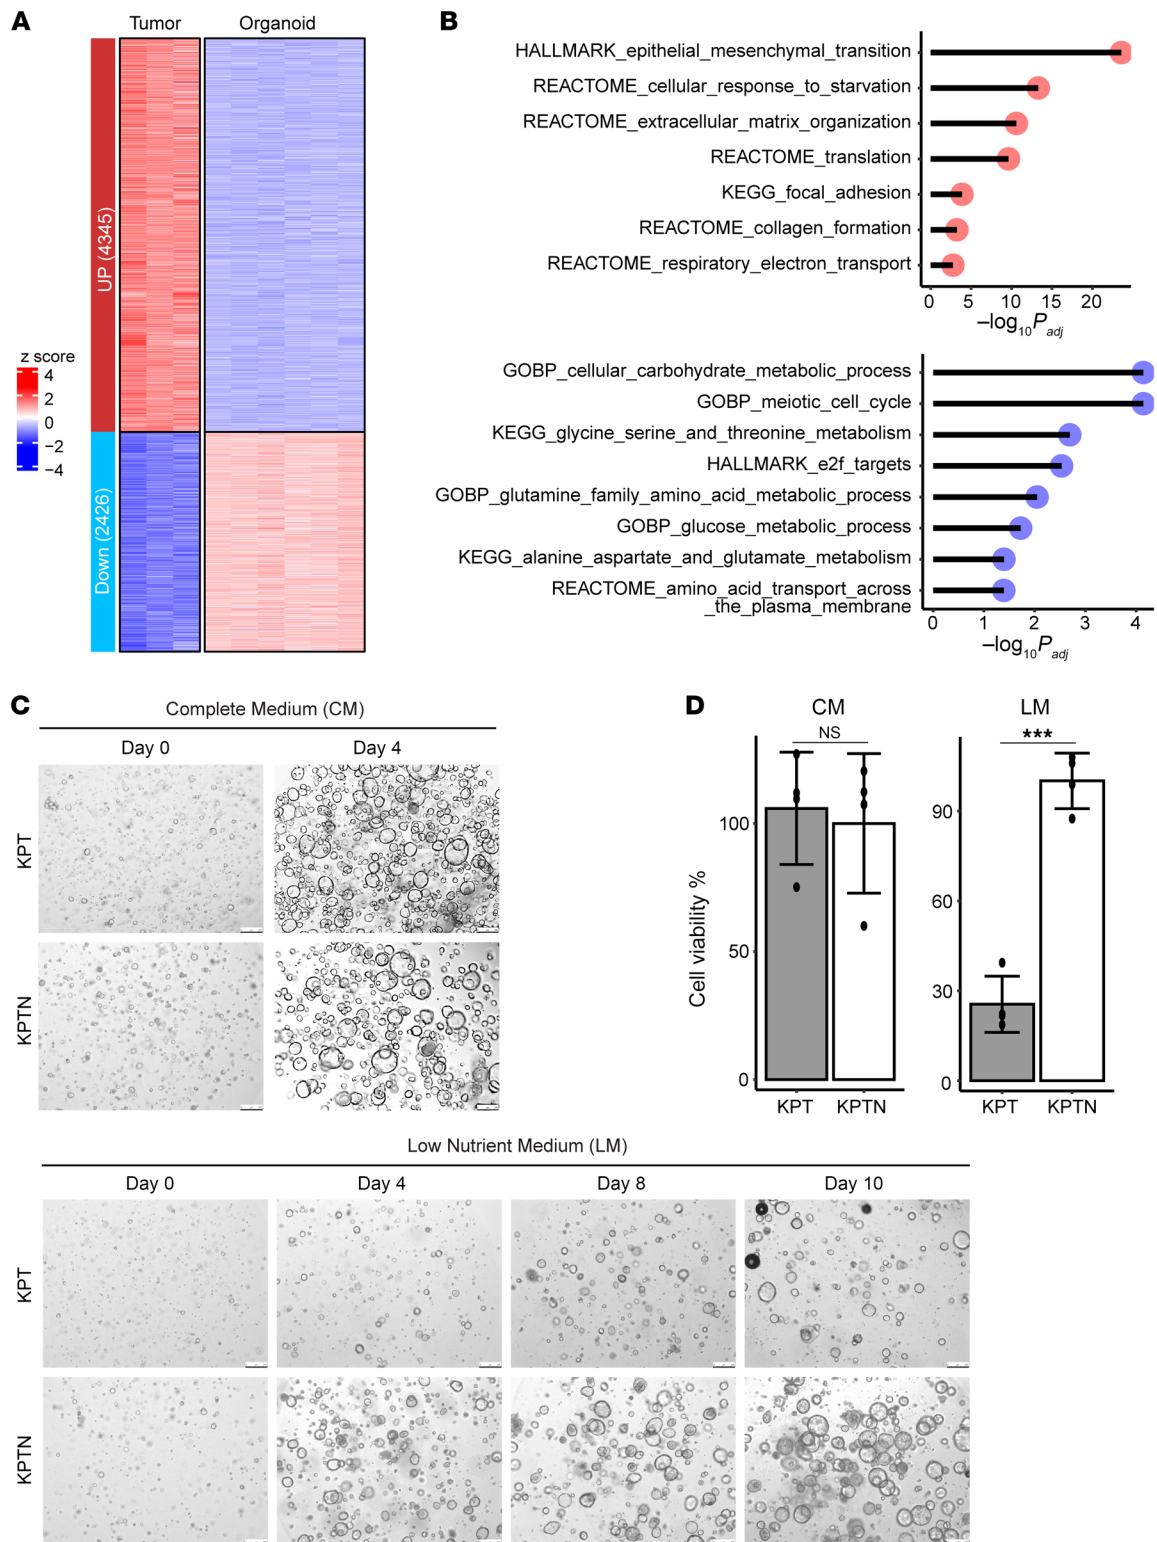 A
Tumor
Organoid
UP (4345)
Down (2426)
z score
4
2
0
−2
−4
B
HALLMARK_epithelial_mesenchymal_transition
REACTOME_cellular_response_to_starvation
REACTOME_extracellular_matrix_organization
REACTOME_translation
KEGG_focal_adhesion
REACTOME_collagen_formation
REACTOME_respiratory_electron_transport
0 5 10 15 20
–log10Padj
GOBP_cellular_carbohydrate_metabolic_process
GOBP_meiotic_cell_cycle
KEGG_glycine_serine_and_threonine_metabolism
HALLMARK_e2f_targets
GOBP_glutamine_family_amino_acid_metabolic_process
GOBP_glucose_metabolic_process
KEGG_alanine_aspartate_and_glutamate_metabolism
REACTOME_amino_acid_transport_across
_the_plasma_membrane
0 1 2 3 4
–log10Padj
C
Complete Medium (CM)
Day 0 Day 4
KPT
KPTN
D
CM
NS
Cell viability %
100
50
0
KPT KPTN
LM
***
90
60
30
0
KPT KPTN
Low Nutrient Medium (LM)
Day 0 Day 4 Day 8 Day 10
KPT
KPTN